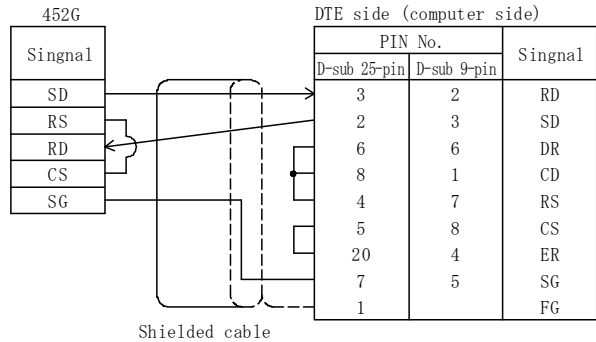 452G
DTE side (computer side)
Singnal
PIN No.
Singnal
D-sub 25-pin
D-sub 9-pin
SD
3
2
RD
RS
2
3
SD
RD
6
6
DR
CS
8
1
CD
SG
4
7
RS
5
8
CS
20
4
ER
7
5
SG
1
FG
Shielded cable